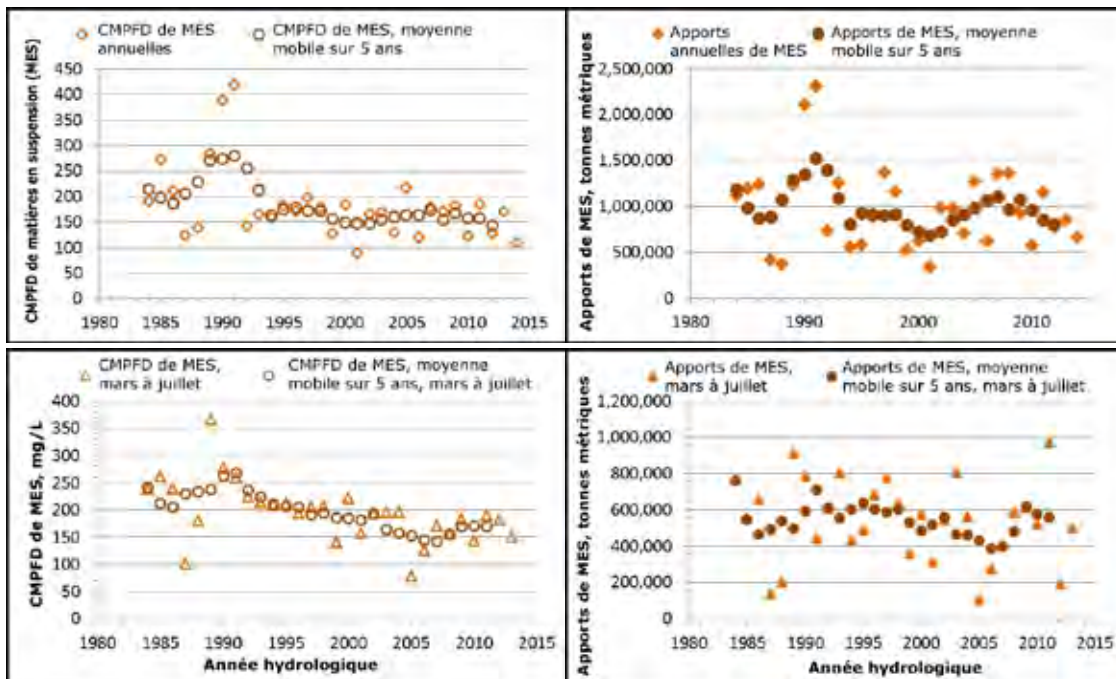 CMPFD de MES
annuelles
CMPFD de MES, moyenne
mobile sur 5 ans
CMPFD de matières en suspension (MES)
450
400
350
300
250
200
150
100
50
0
1980
1985
1990
1995
2000
2005
2010
2015
Apports
annuelles de MES
Apports de MES, moyenne
mobile sur 5 ans
Apports de MES, tonnes métriques
2,500,000
2,000,000
1,500,000
1,000,000
500,000
0
1980
1990
2000
2010
CMPFD de MES,
mars à juillet
CMPFD de MES, moyenne
mobile sur 5 ans, mars à juillet
CMPFD de MES, mg/L
400
350
300
250
200
150
100
50
0
1980
1985
1990
1995
2000
2005
2010
2015
Année hydrologique
Apports de MES,
mars à juillet
Apports de MES, moyenne
mobile sur 5 ans, mars à juillet
Apports de MES, tonnes métriques
1,200,000
1,000,000
800,000
600,000
400,000
200,000
0
1980
1985
1990
1995
2000
2005
2010
2015
Année hydrologique